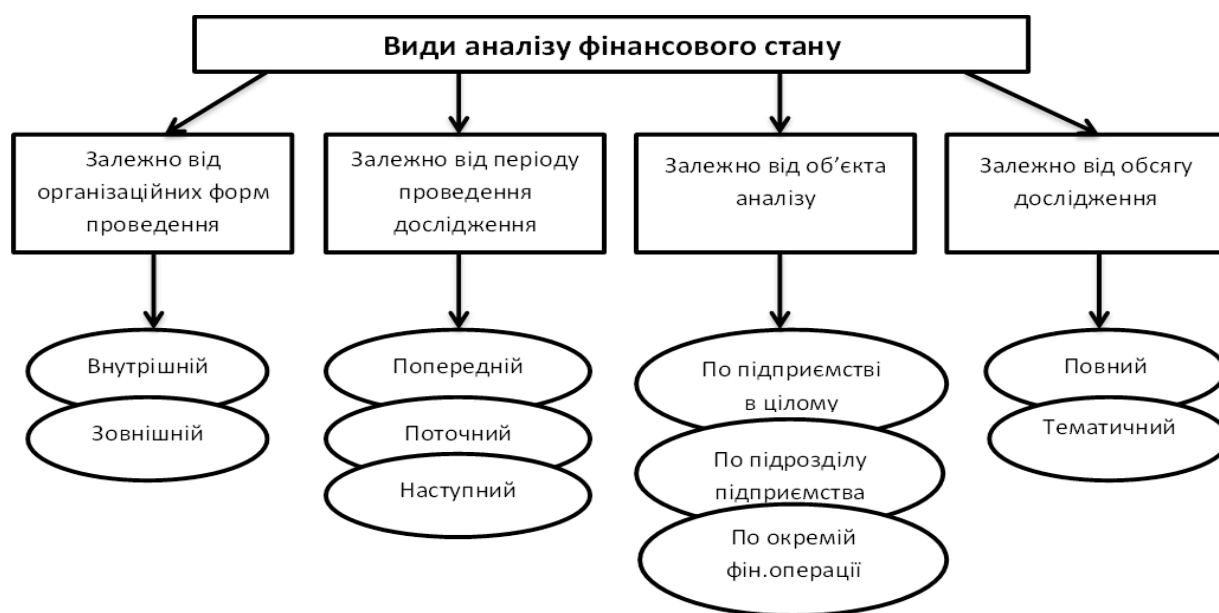 Види аналізу фінансового стану
Залежно від
організаційних форм
проведення
Залежно від періоду
проведення
дослідження
Залежно від об’єкта
аналізу
Залежно від обсягу
дослідження
Внутрішній
Зовнішній
Попередній
Поточний
Наступний
По підприємстві
в цілому
По підрозділу
підприємства
По окремій
фін.операції
Повний
Тематичний